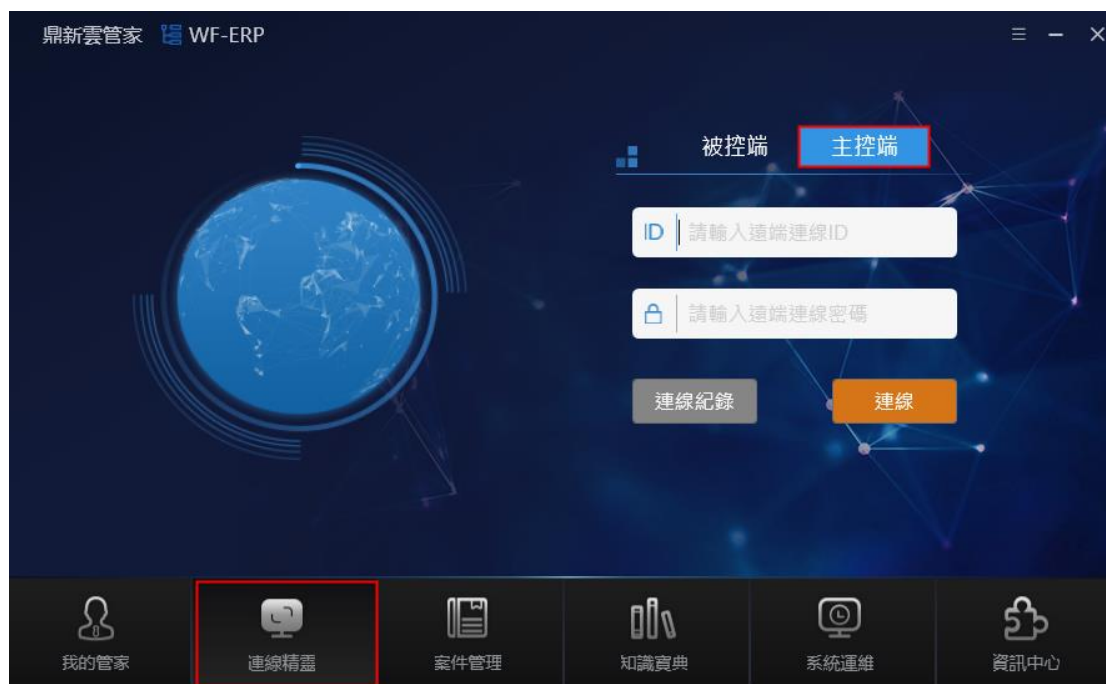 鼎新雲管家 WF-ERP
被控端 主控端
ID 請輸入遠端連線ID
請輸入遠端連線密碼
連線紀錄 連線
我的管家 連線精靈 案件管理 知識寶典 系統運維 資訊中心